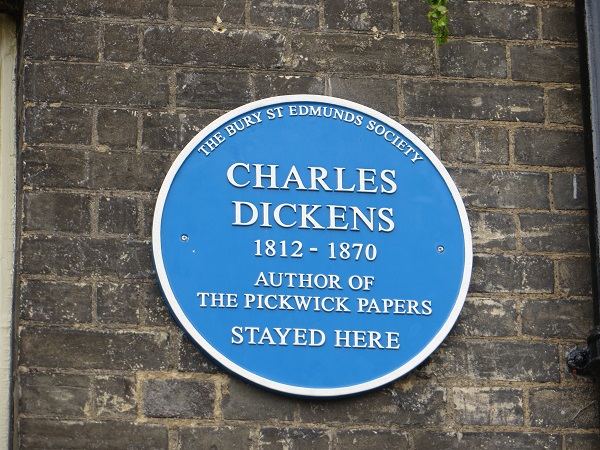 THE BURY ST EDMUNDS SOCIETY
CHARLES
DICKENS
1812 - 1870
AUTHOR OF
THE PICKWICK PAPERS
STAYED HERE